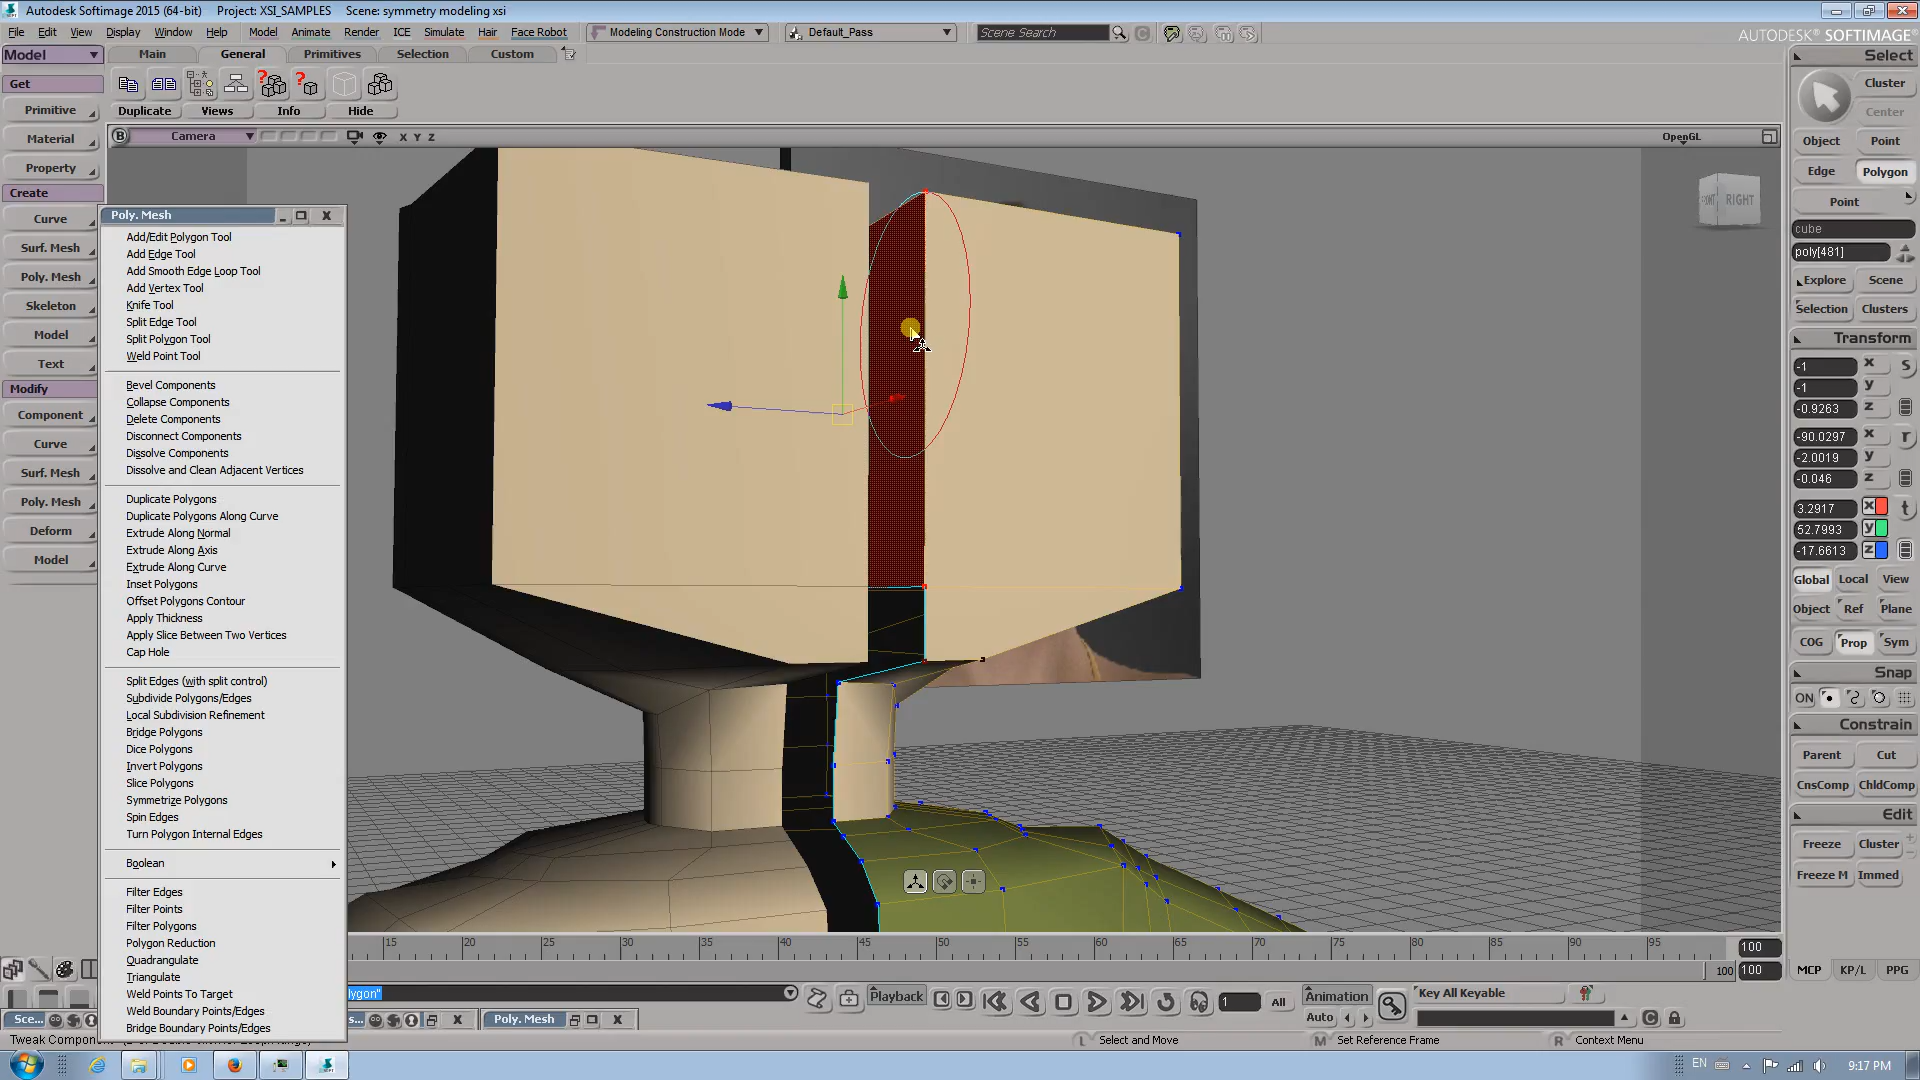 Autodesk Softimage 2015 (64-bit) Project: XSI_SAMPLES Scene: symmetry modeling xsi
File Edit View Display Window Help Model Animate Render ICE Simulate Hair Face Robot Modeling Construction Mode Default_Pass Scene Search AUTODESK® SOFTIMAGE®
Model Main General Primitives Selection Custom
Get
Primitive
Material
Property
Create
Curve
Surf. Mesh
Poly. Mesh
Skeleton
Model
Text
Modify
Component
Curve
Surf. Mesh
Poly. Mesh
Deform
Model
Duplicate Views Info Hide
B Camera X Y Z OpenGL
RIGHT
Poly. Mesh
Add/Edit Polygon Tool
Add Edge Tool
Add Smooth Edge Loop Tool
Add Vertex Tool
Knife Tool
Split Edge Tool
Split Polygon Tool
Weld Point Tool
Bevel Components
Collapse Components
Delete Components
Disconnect Components
Dissolve Components
Dissolve and Clean Adjacent Vertices
Duplicate Polygons
Duplicate Polygons Along Curve
Extrude Along Normal
Extrude Along Axis
Extrude Along Curve
Inset Polygons
Offset Polygons Contour
Apply Thickness
Apply Slice Between Two Vertices
Cap Hole
Split Edges (with split control)
Subdivide Polygons/Edges
Local Subdivision Refinement
Bridge Polygons
Dice Polygons
Invert Polygons
Slice Polygons
Symmetrize Polygons
Spin Edges
Turn Polygon Internal Edges
Boolean
Filter Edges
Filter Points
Filter Polygons
Polygon Reduction
Quadrangulate
Triangulate
Weld Points To Target
Weld Boundary Points/Edges
Bridge Boundary Points/Edges
Select
Cluster
Center
Object Point
Edge Polygon
Point
cube
poly[481]
Explore Scene
Selection Clusters
Transform
-1 x s
-1 y
-0.9263 z
-90.0297 x r
-2.0019 y
-0.046 z
3.2917 x t
52.7993 y
-17.6613 z
Global Local View
Object Ref Plane
COG Prop Sym
Snap
ON
Constrain
Parent Cut
CnsComp ChldComp
Edit
Freeze Cluster
Freeze M Immed
MCP KP/L PPG
15 20 25 30 35 40 45 50 55 60 65 70 75 80 85 90 95 100
100 100
lygon" Playback 1 All Animation Key All Keyable
Auto
Sce... s... Poly. Mesh
Tweak Compon L Select and Move M Set Reference Frame R Context Menu
EN 9:17 PM